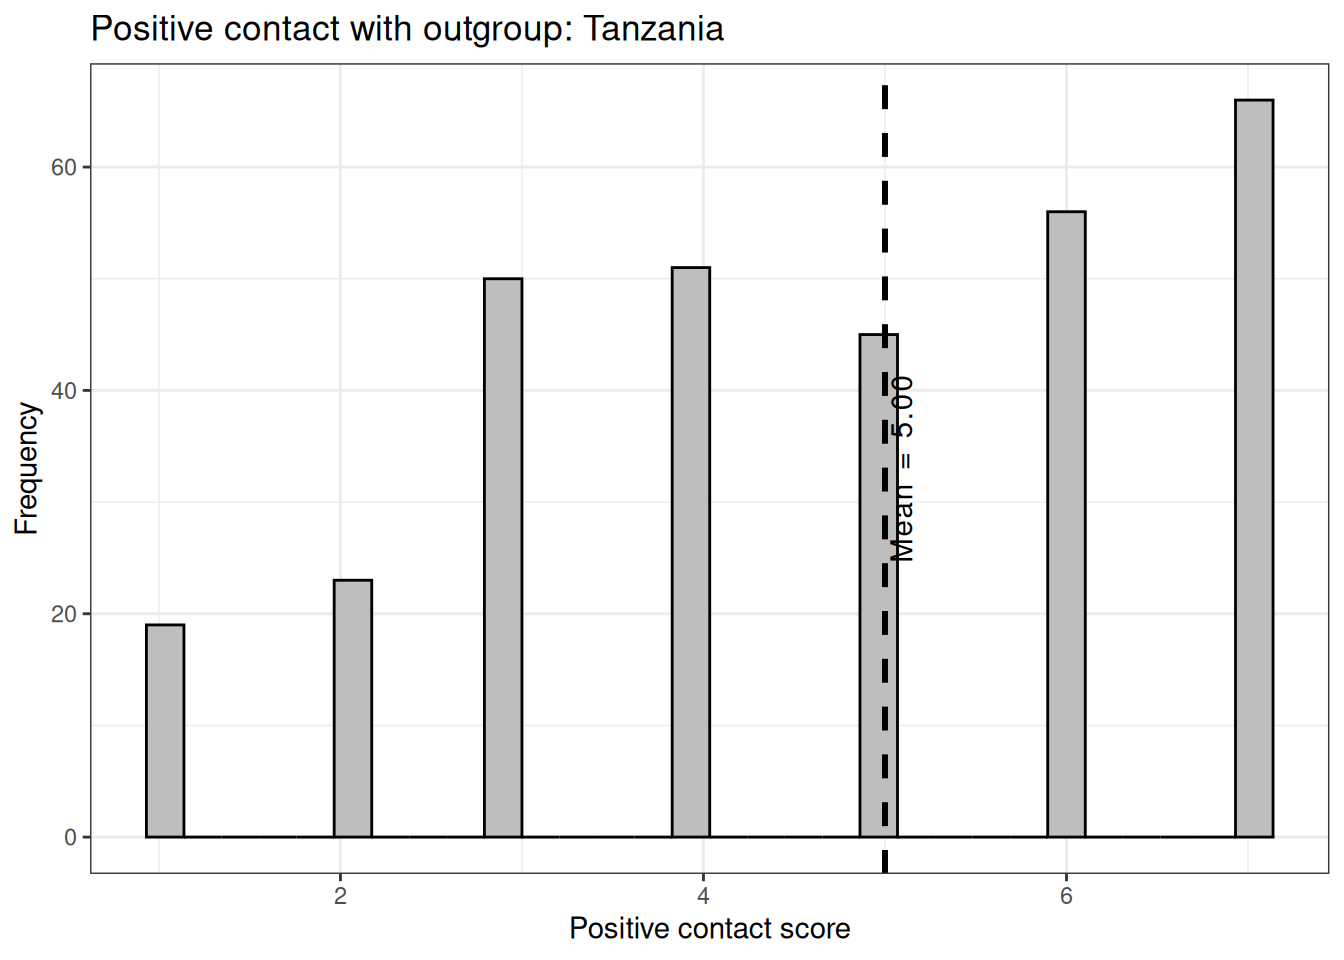 Positive contact with outgroup: Tanzania
Frequency
60
40
20
0
Mean = 5.00
2
4
6
Positive contact score